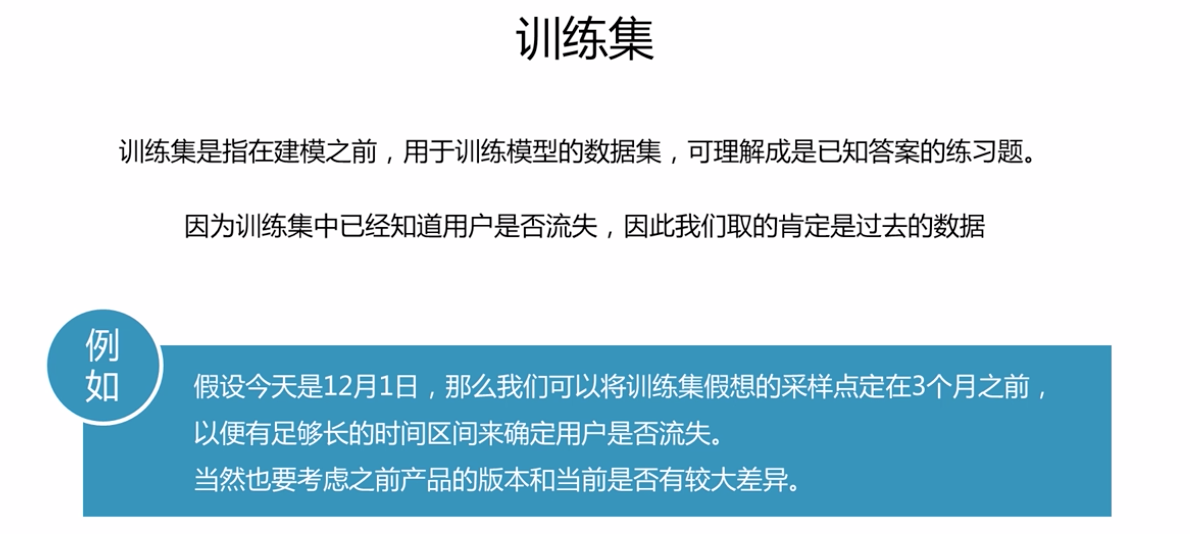 训练集
训练集是指在建模之前，用于训练模型的数据集，可理解成是已知答案的练习题。
因为训练集中已经知道用户是否流失，因此我们取的肯定是过去的数据
例
如
假设今天是12月1日，那么我们可以将训练集假想的采样点定在3个月之前，
以便有足够长的时间区间来确定用户是否流失。
当然也要考虑之前产品的版本和当前是否有较大差异。